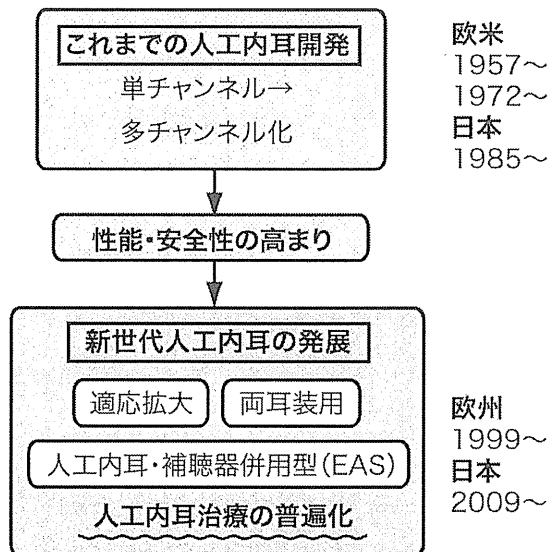 これまでの人工内耳開発
単チャンネル→
多チャンネル化
欧米
1957〜
1972〜
日本
1985〜
性能・安全性の高まり
新世代人工内耳の発展
適応拡大 両耳装用
人工内耳・補聴器併用型(EAS)
人工内耳治療の普遍化
欧州
1999〜
日本
2009〜